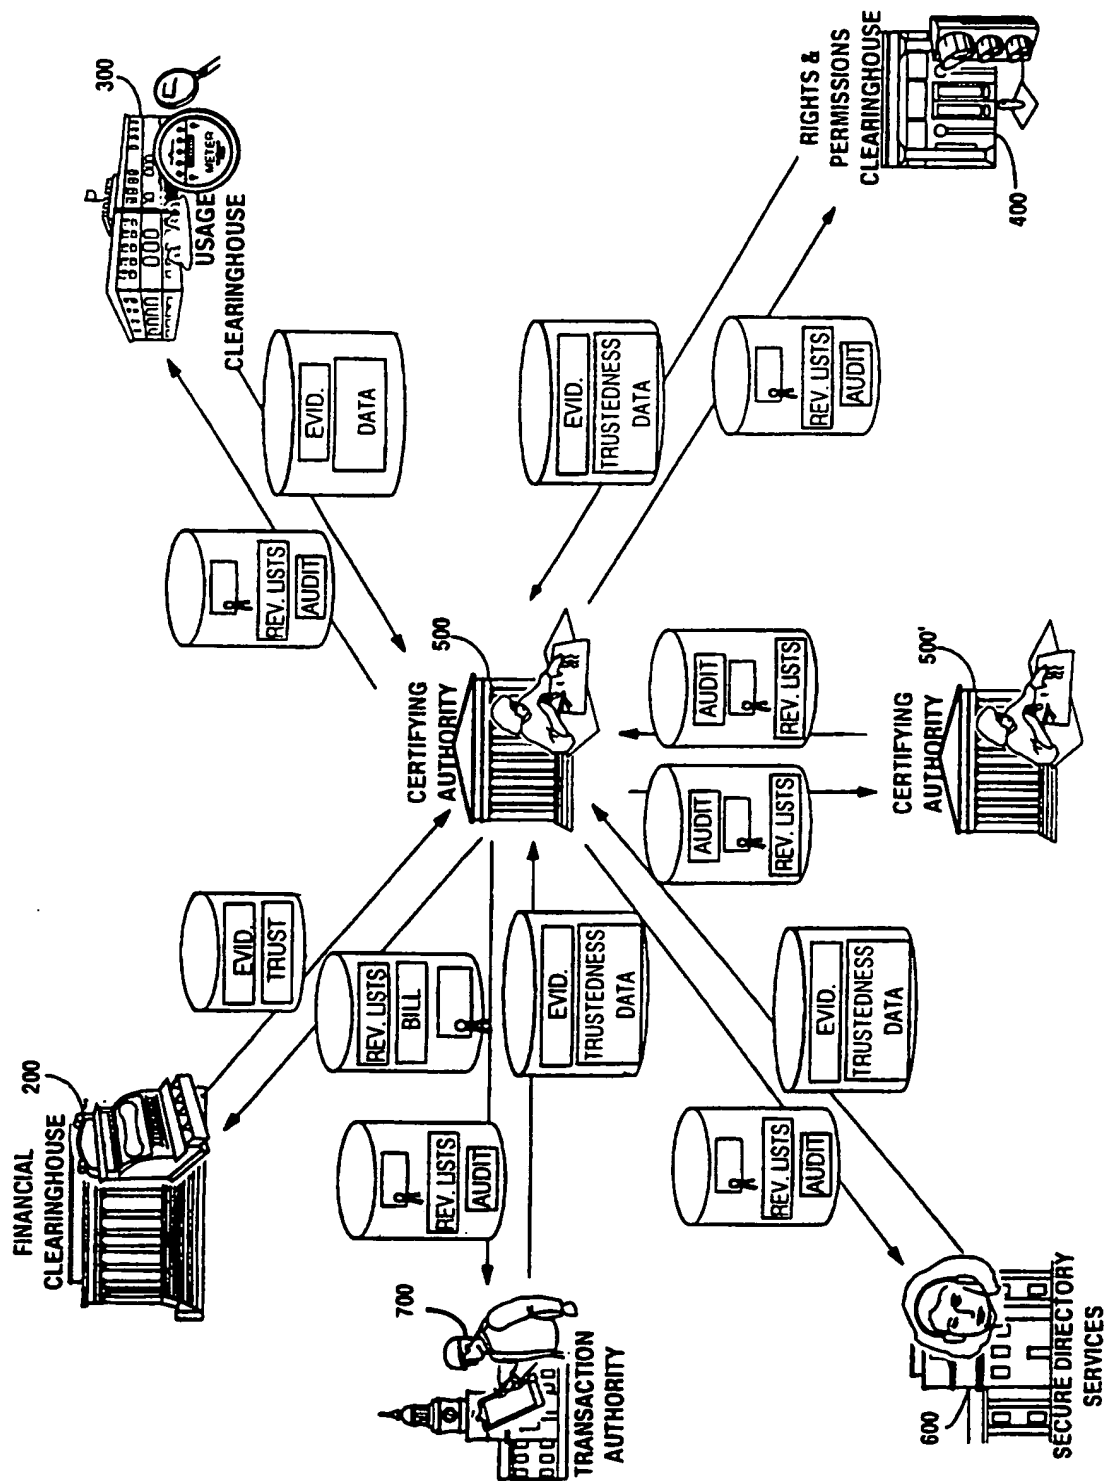 FINANCIAL
CLEARINGHOUSE
200
300
METER
USAGE
CLEARINGHOUSE
EVID.
TRUST
REV. LISTS
AUDIT
EVID.
DATA
REV. LISTS
BILL
700
TRANSACTION
AUTHORITY
REV. LISTS
AUDIT
EVID.
TRUSTEDNESS
DATA
CERTIFYING
AUTHORITY
500
EVID.
TRUSTEDNESS
DATA
REV. LISTS
AUDIT
RIGHTS &
PERMISSIONS
CLEARINGHOUSE
400
AUDIT
REV. LISTS
AUDIT
REV. LISTS
REV. LISTS
AUDIT
EVID.
TRUSTEDNESS
DATA
600
SECURE DIRECTORY
SERVICES
CERTIFYING
AUTHORITY
500'